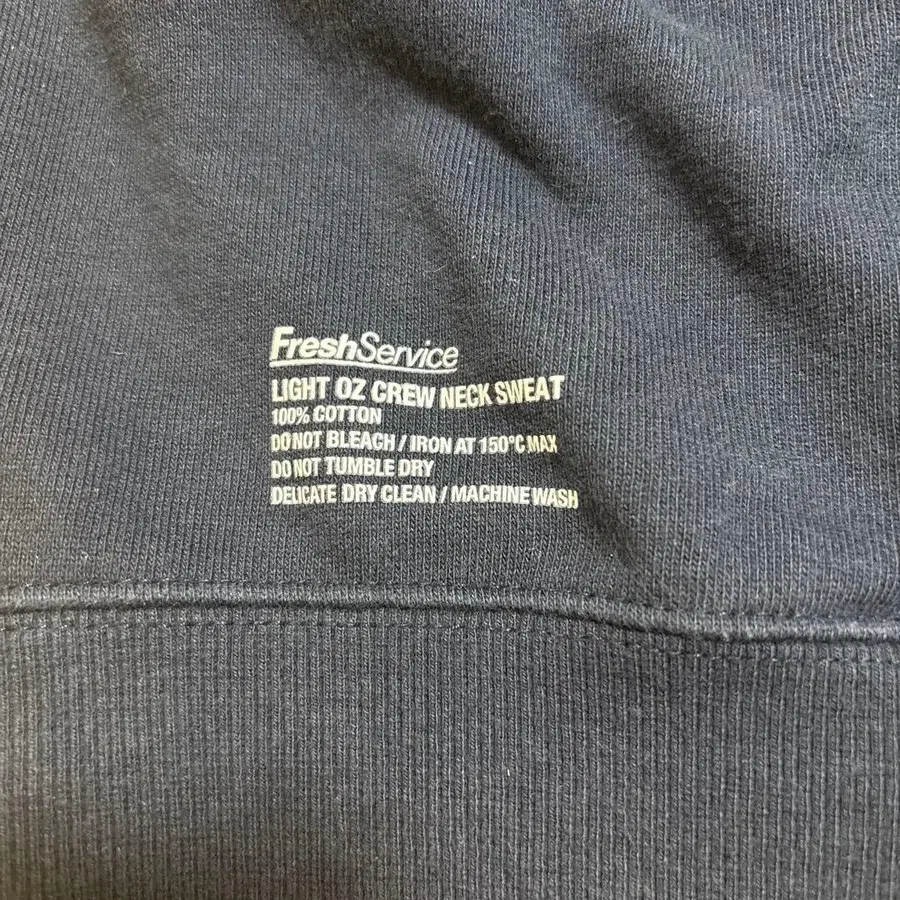 FreshService
LIGHT OZ CREW NECK SWEAT
100% COTTON
DO NOT BLEACH / IRON AT 150°C MAX
DO NOT TUMBLE DRY
DELICATE DRY CLEAN / MACHINE WASH